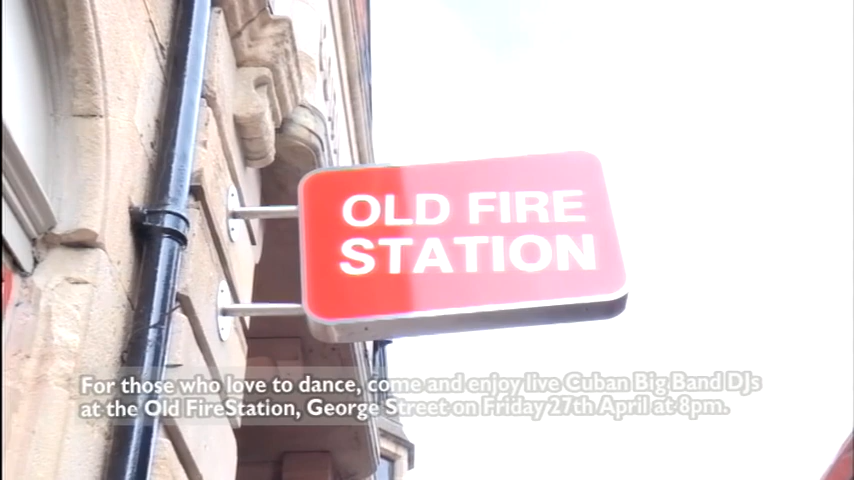 OLD FIRE
STATION
For those who love to dance, come and enjoy live Cuban Big Band DJs
at the Old FireStation, George Street on Friday 27th April at 8pm.